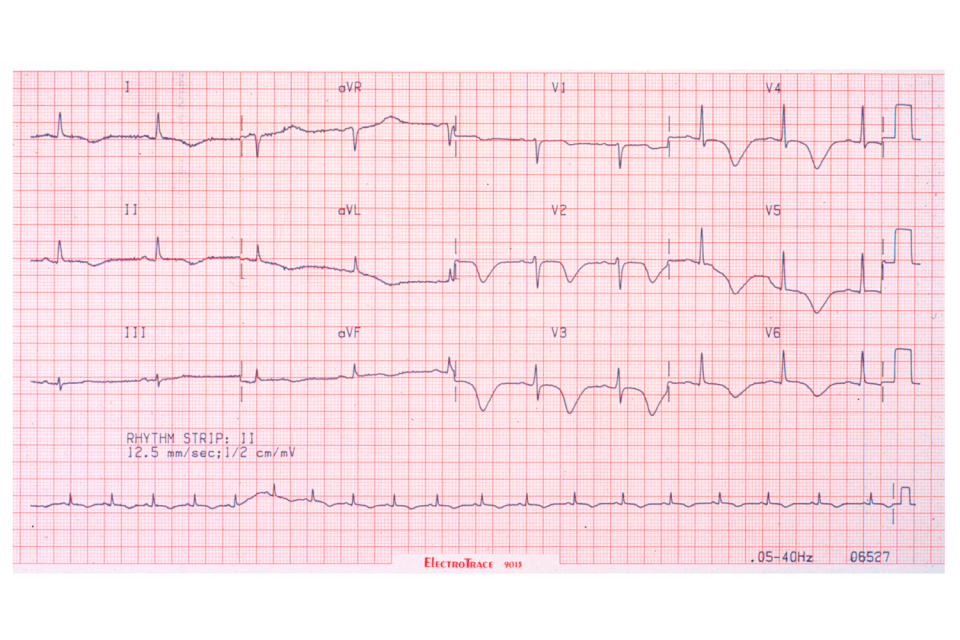 I aVR V1 V4
II aVL V2 V5
III aVF V3 V6
RHYTHM STRIP: II
12.5 mm/sec;1/2 cm/mV
.05-40Hz 06527
ELECTROTRACE 9013